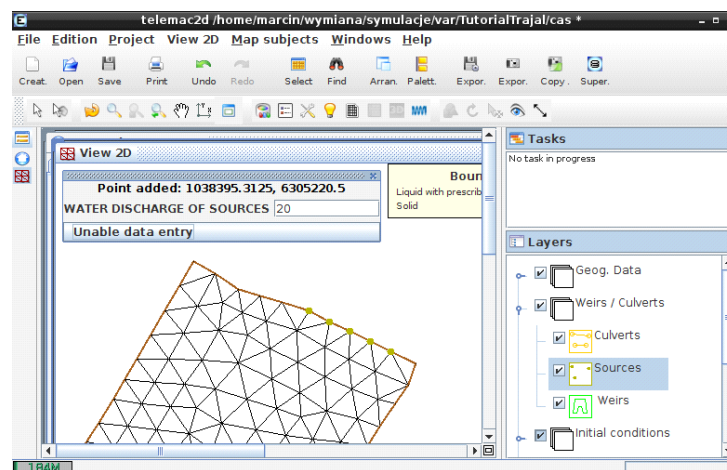 telemac2d /home/marcin/wymiana/symulacje/var/TutorialTrajal/cas *
File Edition Project View 2D Map subjects Windows Help
Creat. Open Save Print Undo Redo Select Find Arran. Palett. Expor. Expor. Copy . Super.
View 2D
Point added: 1038395.3125, 6305220.5
WATER DISCHARGE OF SOURCES 20
Unable data entry
Boun
Liquid with prescrib
Solid
Tasks
No task in progress
Layers
Geog. Data
Weirs / Culverts
Culverts
Sources
Weirs
Initial conditions
184M